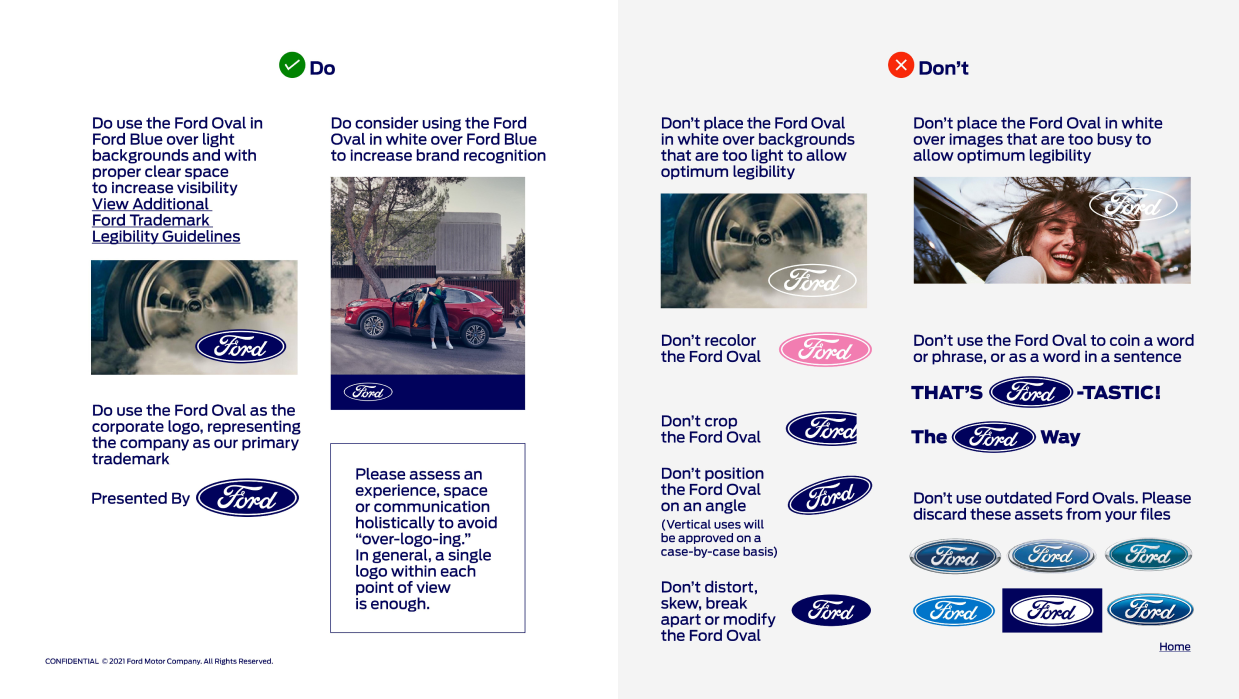 Do
Do use the Ford Oval in
Ford Blue over light
backgrounds and with
proper clear space
to increase visibility
View Additional
Ford Trademark
Legibility Guidelines
Ford
Do use the Ford Oval as the
corporate logo, representing
the company as our primary
trademark
Presented By Ford
Do consider using the Ford
Oval in white over Ford Blue
to increase brand recognition
Ford
Please assess an
experience, space
or communication
holistically to avoid
“over-logo-ing.”
In general, a single
logo within each
point of view
is enough.
CONFIDENTIAL © 2021 Ford Motor Company. All Rights Reserved.
Don’t
Don’t place the Ford Oval
in white over backgrounds
that are too light to allow
optimum legibility
Ford
Don’t recolor
the Ford Oval
Ford
Don’t crop
the Ford Oval
Ford
Don’t position
the Ford Oval
on an angle
(Vertical uses will
be approved on a
case-by-case basis)
Ford
Don’t distort,
skew, break
apart or modify
the Ford Oval
Ford
Don’t place the Ford Oval in white
over images that are too busy to
allow optimum legibility
Ford
Don’t use the Ford Oval to coin a word
or phrase, or as a word in a sentence
THAT’S Ford -TASTIC!
The Ford Way
Don’t use outdated Ford Ovals. Please
discard these assets from your files
Ford Ford Ford
Ford Ford Ford
Home